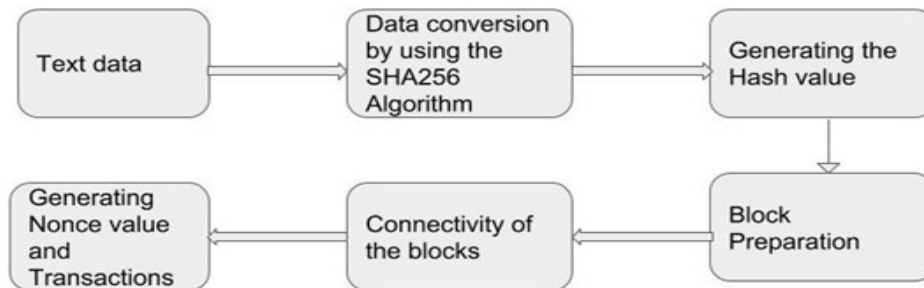 Text data
Data conversion
by using the
SHA256
Algorithm
Generating the
Hash value
Block
Preparation
Connectivity of
the blocks
Generating
Nonce value
and
Transactions